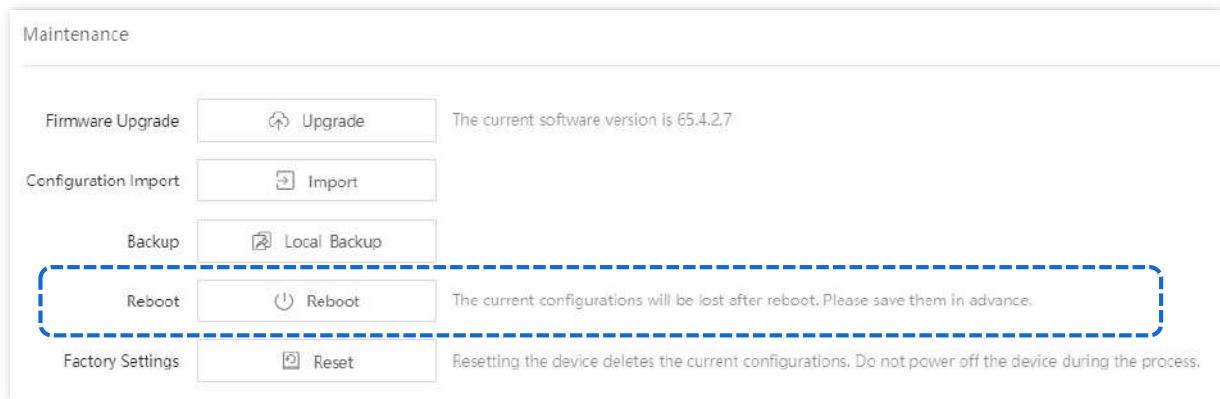 Maintenance
Firmware Upgrade Upgrade The current software version is 65.4.2.7
Configuration Import Import
Backup Local Backup
Reboot Reboot The current configurations will be lost after reboot. Please save them in advance.
Factory Settings Reset Resetting the device deletes the current configurations. Do not power off the device during the process.